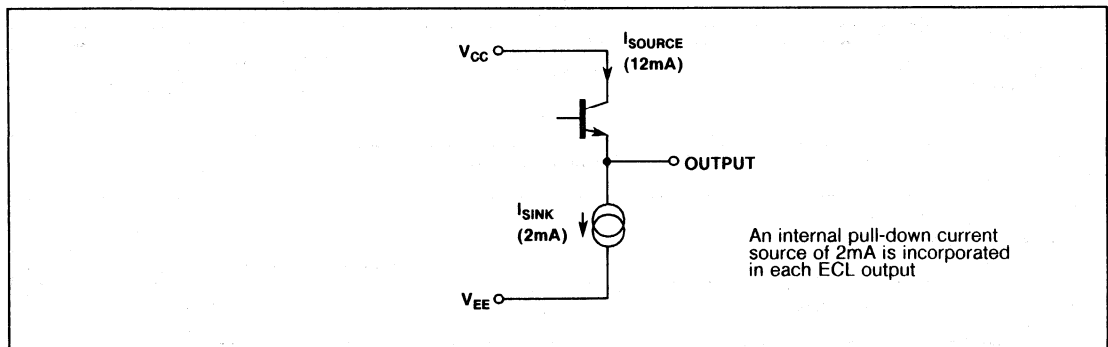 I_SOURCE
V_CC
(12mA)
OUTPUT
I_SINK
(2mA)
An internal pull-down current
source of 2mA is incorporated
in each ECL output
V_EE